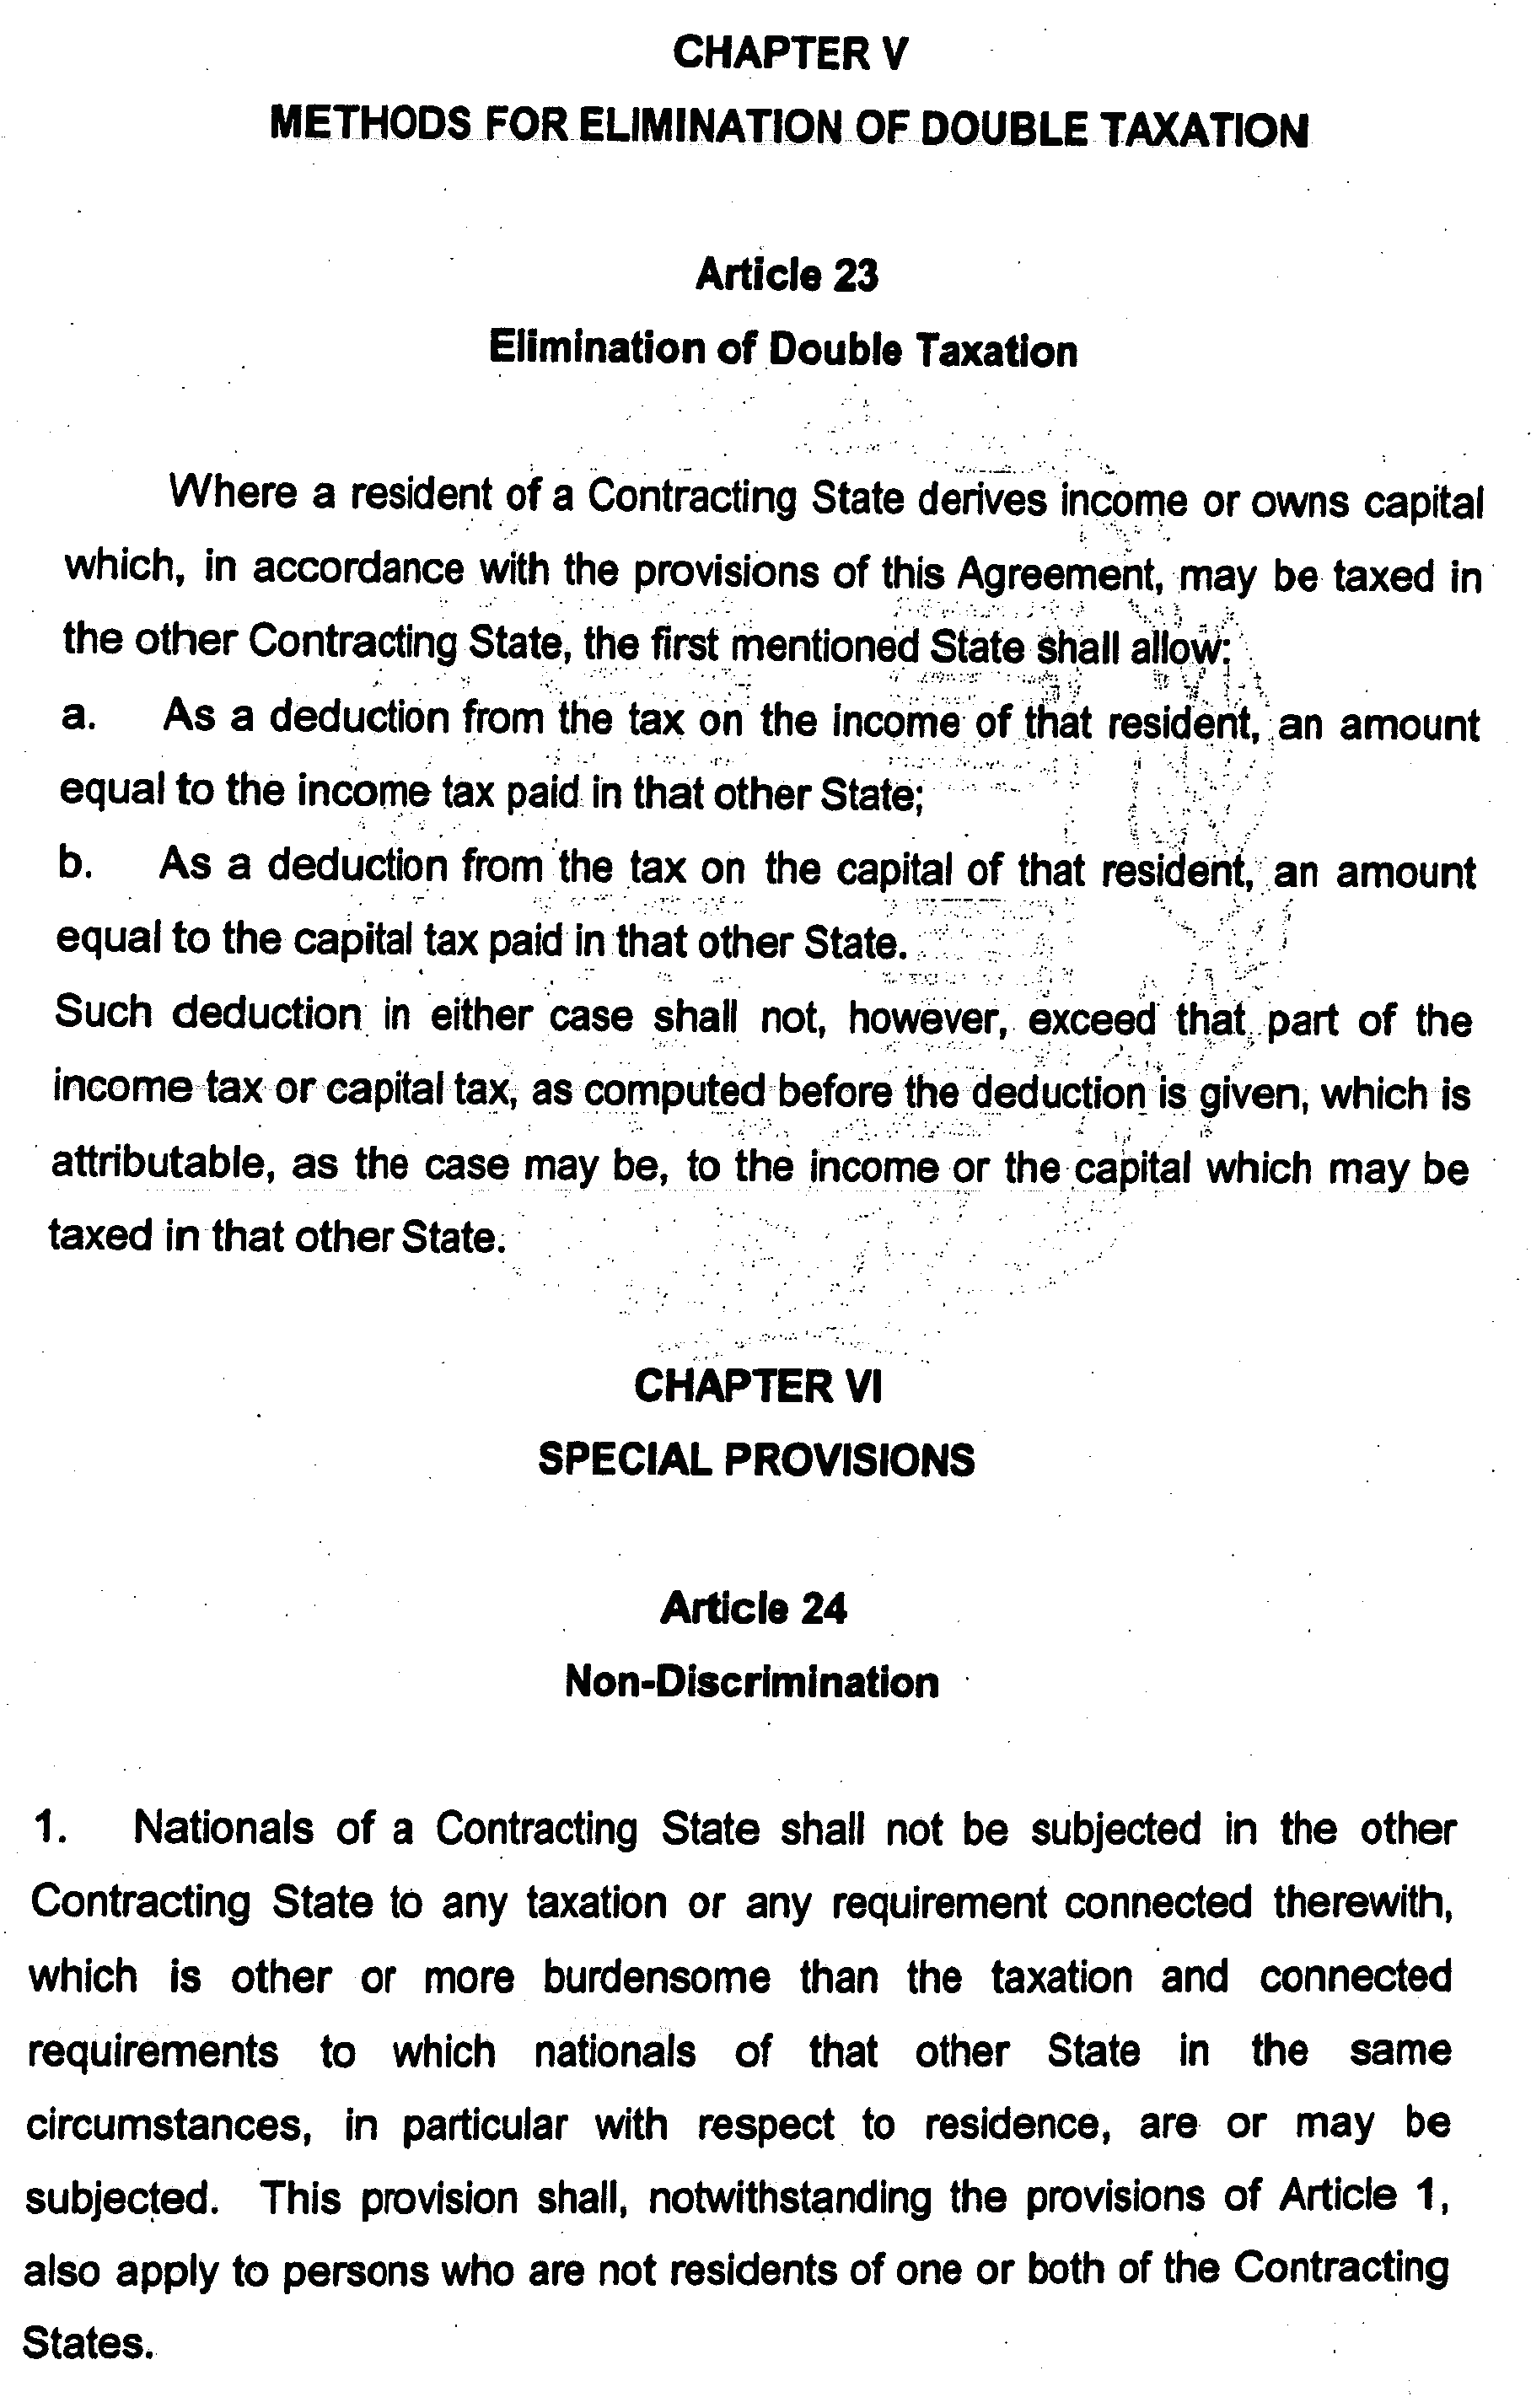 CHAPTER V
METHODS FOR ELIMINATION OF DOUBLE TAXATION
Article 23
Elimination of Double Taxation
Where a resident of a Contracting State derives income or owns capital
which, in accordance with the provisions of this Agreement, may be taxed in
the other Contracting State, the first mentioned State shall allow:
a. As a deduction from the tax on the income of that resident, an amount
equal to the income tax paid in that other State;
b. As a deduction from the tax on the capital of that resident, an amount
equal to the capital tax paid in that other State.
Such deduction in either case shall not, however, exceed that part of the
income tax or capital tax, as computed before the deduction is given, which is
attributable, as the case may be, to the income or the capital which may be
taxed in that other State.
CHAPTER VI
SPECIAL PROVISIONS
Article 24
Non-Discrimination
1. Nationals of a Contracting State shall not be subjected in the other
Contracting State to any taxation or any requirement connected therewith,
which is other or more burdensome than the taxation and connected
requirements to which nationals of that other State in the same
circumstances, in particular with respect to residence, are or may be
subjected. This provision shall, notwithstanding the provisions of Article 1,
also apply to persons who are not residents of one or both of the Contracting
States.